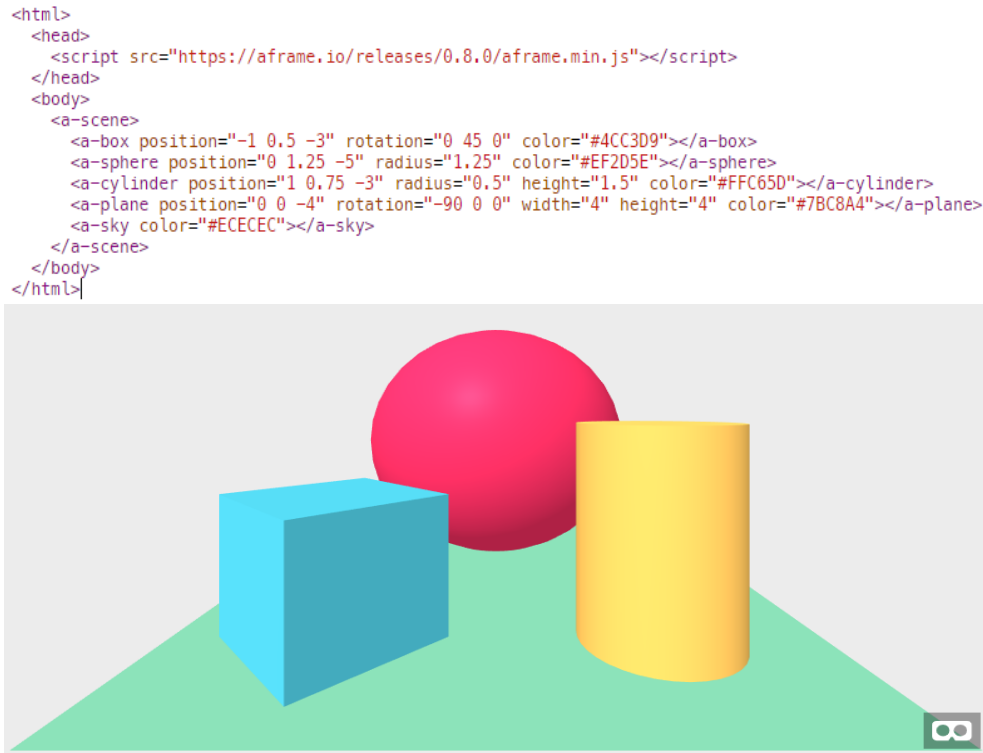 <html>
<head>
<script src="https://aframe.io/releases/0.8.0/aframe.min.js"></script>
</head>
<body>
<a-scene>
<a-box position="-1 0.5 -3" rotation="0 45 0" color="#4CC3D9"></a-box>
<a-sphere position="0 1.25 -5" radius="1.25" color="#EF2D5E"></a-sphere>
<a-cylinder position="1 0.75 -3" radius="0.5" height="1.5" color="#FFC65D"></a-cylinder>
<a-plane position="0 0 -4" rotation="-90 0 0" width="4" height="4" color="#7BC8A4"></a-plane>
<a-sky color="#ECECEC"></a-sky>
</a-scene>
</body>
</html>